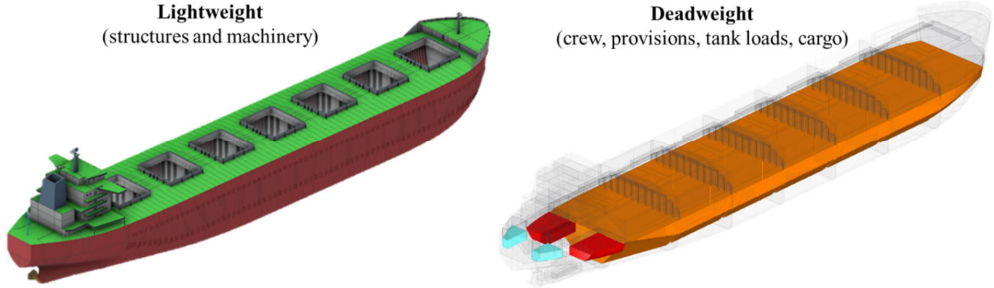 Lightweight
(structures and machinery)
Deadweight
(crew, provisions, tank loads, cargo)